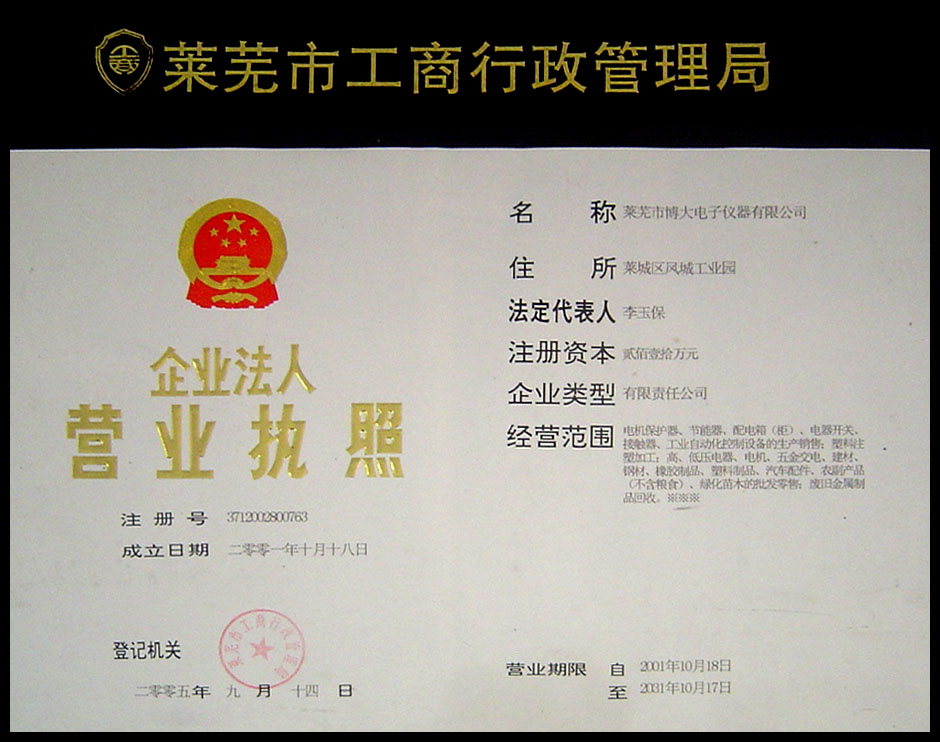 莱芜市工商行政管理局
企业法人
营业执照
注册号 3712002800763
成立日期 二零零一年十月十八日
登记机关
莱芜市工商行政管理局
二零零五年 九 月 十四 日
名称 莱芜市博大电子仪器有限公司
住所 莱城区凤城工业园
法定代表人 李玉保
注册资本 贰佰壹拾万元
企业类型 有限责任公司
经营范围 电机保护器、节能器、配电箱（柜）、电器开关、
接触器、工业自动化控制设备的生产销售；塑料注
塑加工；高、低压电器、电机、五金交电、建材、
钢材、橡胶制品、塑料制品、汽车配件、农副产品
（不含粮食）、绿化苗木的批发零售；废旧金属制
品回收。※※※
营业期限 自 2001年10月18日
至 2031年10月17日